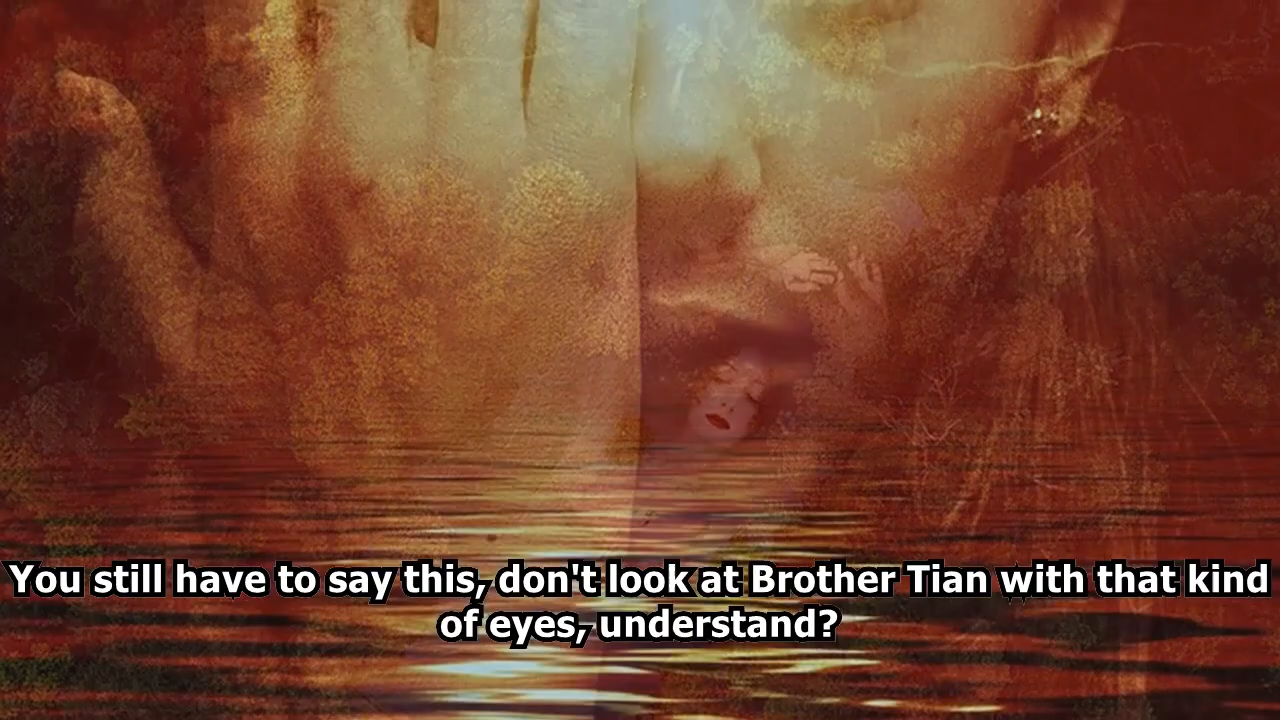 You still have to say this, don't look at Brother Tian with that kind
of eyes, understand?